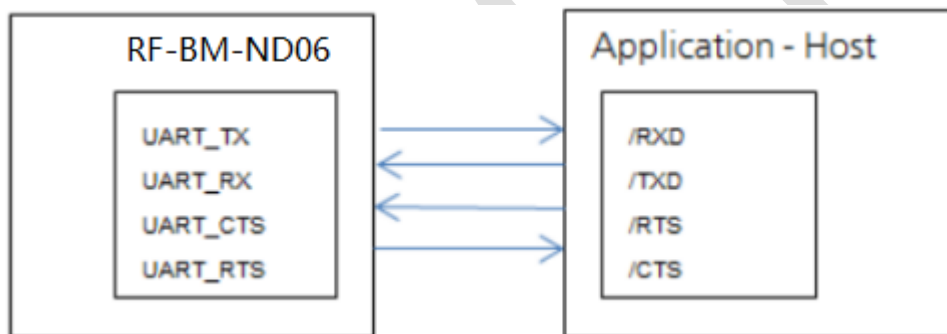 RF-BM-ND06
UART_TX
UART_RX
UART_CTS
UART_RTS
Application - Host
/RXD
/TXD
/RTS
/CTS